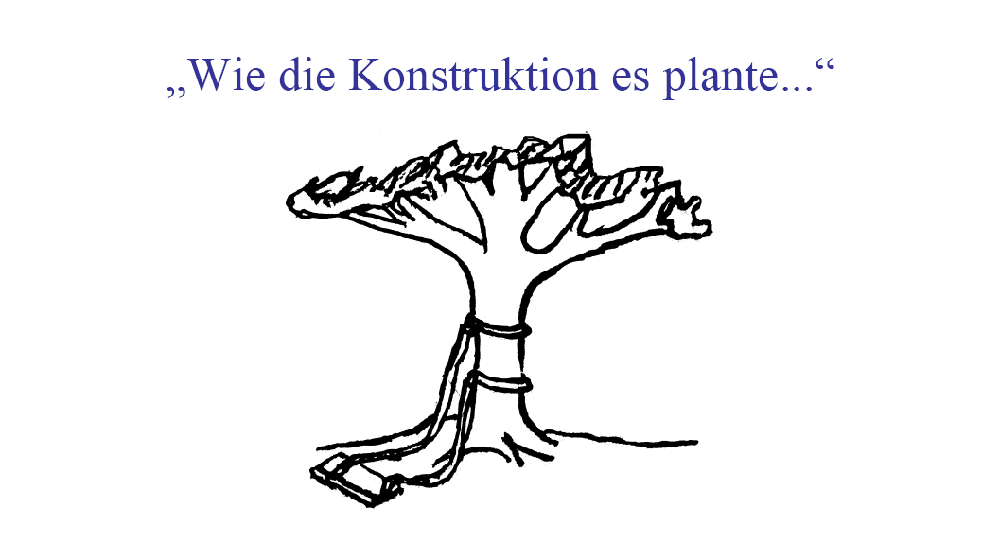 „Wie die Konstruktion es plante...“